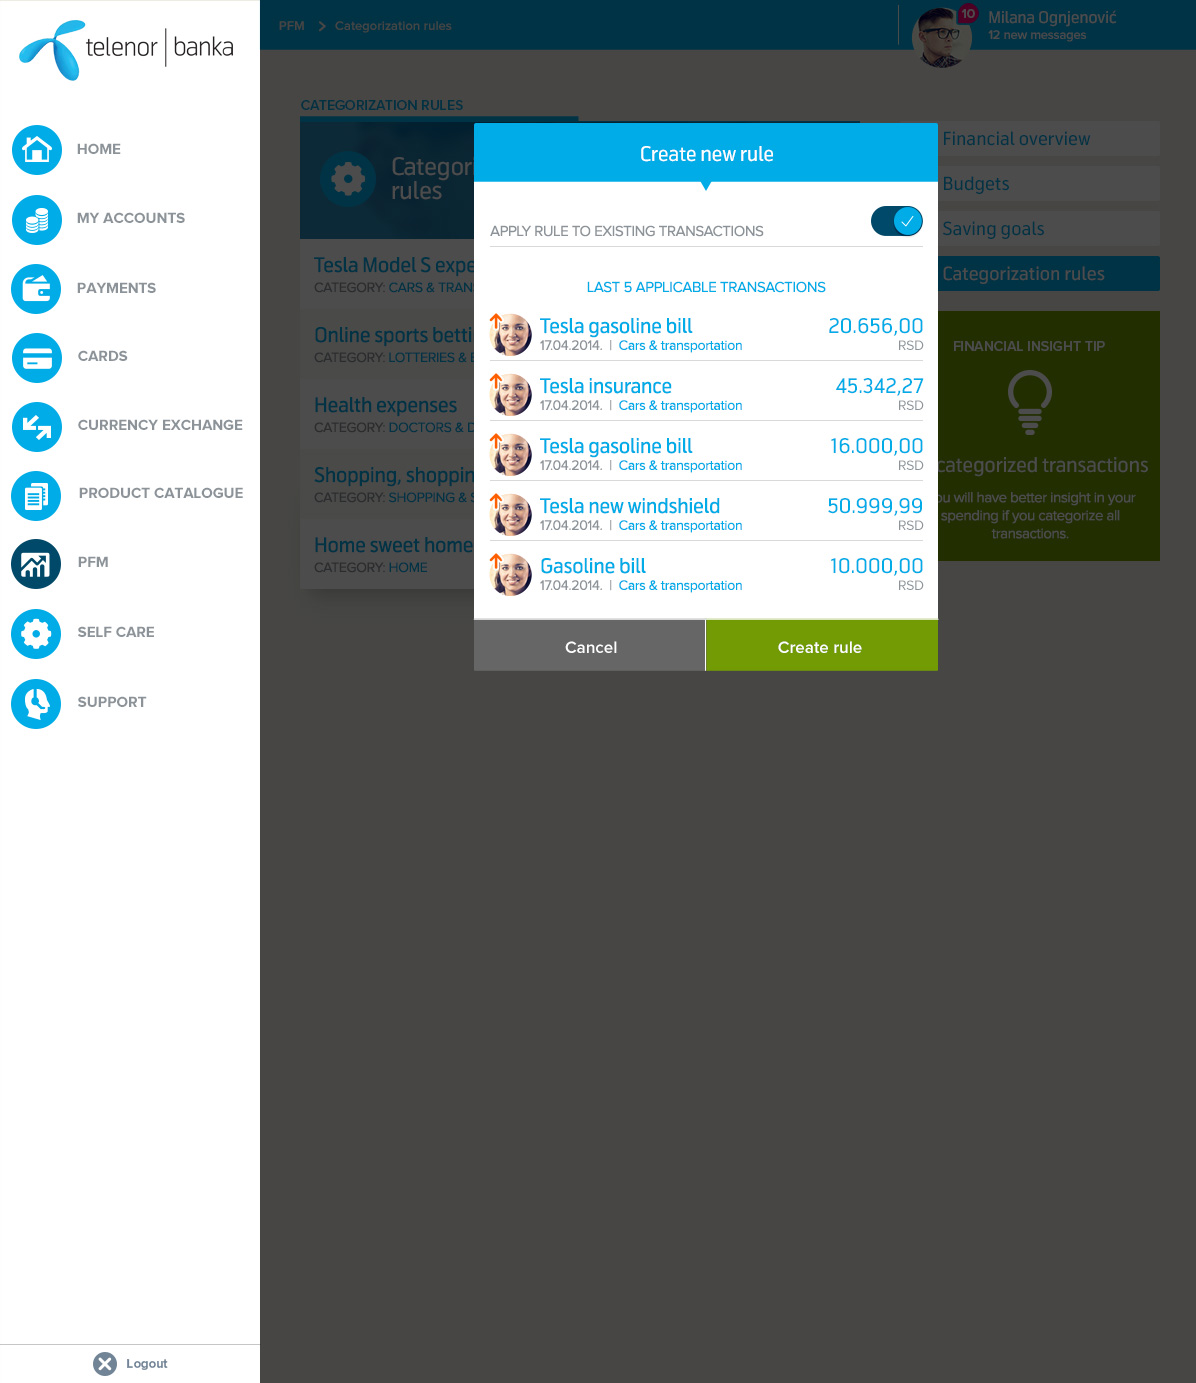 telenor | banka
HOME
MY ACCOUNTS
PAYMENTS
CARDS
CURRENCY EXCHANGE
PRODUCT CATALOGUE
PFM
SELF CARE
SUPPORT
Logout
PFM > Categorization rules
10
Milana Ognjenović
12 new messages
CATEGORIZATION RULES
rules
Tesla Model S
CATEGORY: CARS &
Online sports
CATEGORY: LOTTERIES &
Health expenses
CATEGORY: DOCTORS &
Shopping,
CATEGORY: SHOPPING &
Home sweet home
CATEGORY: HOME
Create new rule
APPLY RULE TO EXISTING TRANSACTIONS
LAST 5 APPLICABLE TRANSACTIONS
Tesla gasoline bill 20.656,00
17.04.2014. | Cars & transportation RSD
Tesla insurance 45.342,27
17.04.2014. | Cars & transportation RSD
Tesla gasoline bill 16.000,00
17.04.2014. | Cars & transportation RSD
Tesla new windshield 50.999,99
17.04.2014. | Cars & transportation RSD
Gasoline bill 10.000,00
17.04.2014. | Cars & transportation RSD
Cancel
Create rule
Financial overview
Budgets
Saving goals
Categorization rules
FINANCIAL INSIGHT TIP
categorized transactions
will have better insight in your
spending if you categorize all
transactions.